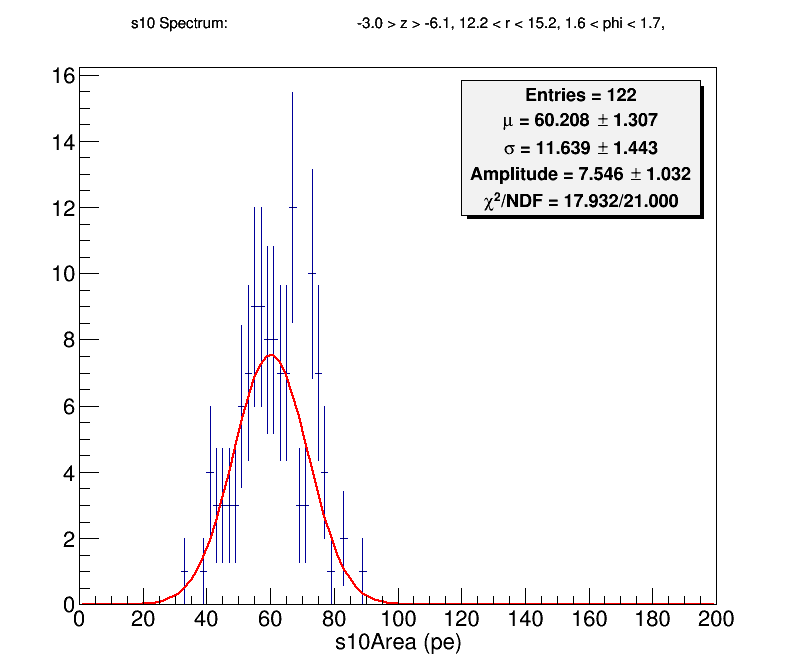 s10 Spectrum: -3.0 > z > -6.1, 12.2 < r < 15.2, 1.6 < phi < 1.7,
Entries = 122
μ = 60.208 ± 1.307
σ = 11.639 ± 1.443
Amplitude = 7.546 ± 1.032
χ²/NDF = 17.932/21.000
16
14
12
10
8
6
4
2
0
0 20 40 60 80 100 120 140 160 180 200
s10Area (pe)